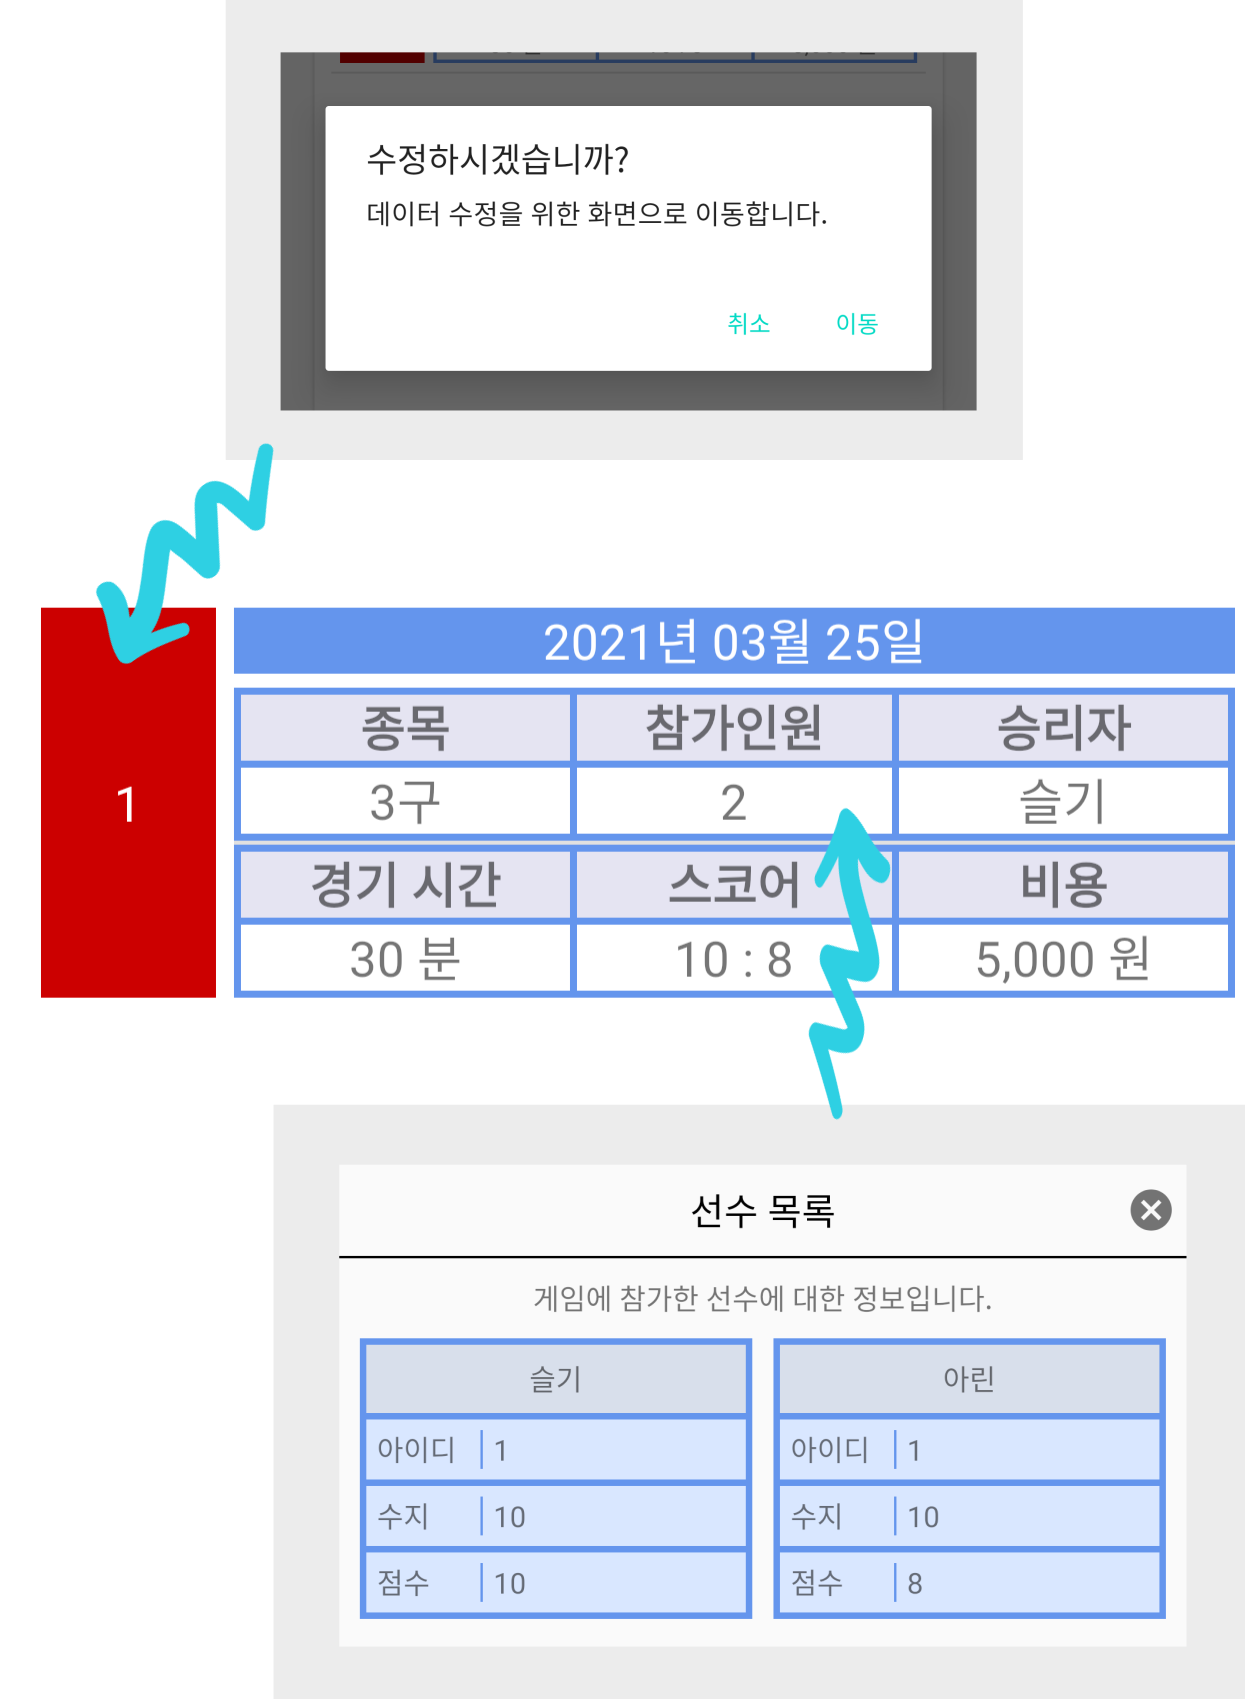 수정하시겠습니까?
데이터 수정을 위한 화면으로 이동합니다.
취소 이동
2021년 03월 25일
1
종목 참가인원 승리자
3구 2 슬기
경기 시간 스코어 비용
30 분 10 : 8 5,000 원
선수 목록
게임에 참가한 선수에 대한 정보입니다.
슬기 아린
아이디 1 아이디 1
수지 10 수지 10
점수 10 점수 8